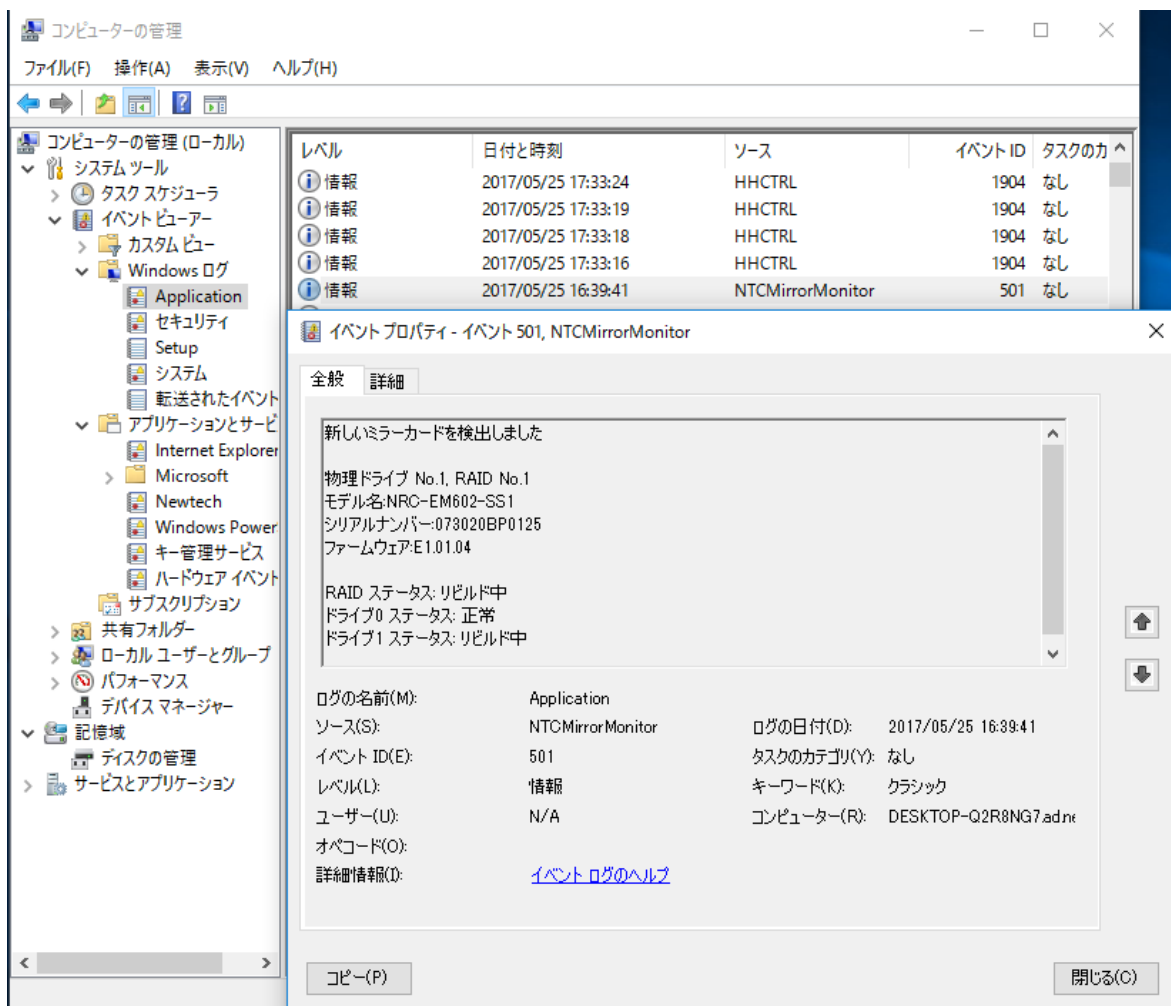 コンピューターの管理
ファイル(F) 操作(A) 表示(V) ヘルプ(H)
コンピューターの管理 (ローカル)
システム ツール
タスク スケジューラ
イベント ビューアー
カスタム ビュー
Windows ログ
Application
セキュリティ
Setup
システム
転送されたイベント
アプリケーションとサービ
Internet Explorer
Microsoft
Newtech
Windows Power
キー管理サービス
ハードウェア イベント
サブスクリプション
共有フォルダー
ローカル ユーザーとグループ
パフォーマンス
デバイス マネージャー
記憶域
ディスクの管理
サービスとアプリケーション
レベル 日付と時刻 ソース イベント ID タスクのカ
情報 2017/05/25 17:33:24 HHCTRL 1904 なし
情報 2017/05/25 17:33:19 HHCTRL 1904 なし
情報 2017/05/25 17:33:18 HHCTRL 1904 なし
情報 2017/05/25 17:33:16 HHCTRL 1904 なし
情報 2017/05/25 16:39:41 NTCMirrorMonitor 501 なし
イベント プロパティ - イベント 501, NTCMirrorMonitor
全般 詳細
新しいミラーカードを検出しました
物理ドライブ No.1, RAID No.1
モデル名:NRC-EM602-SS1
シリアルナンバー:073020BP0125
ファームウェア:E1.01.04
RAID ステータス: リビルド中
ドライブ0 ステータス: 正常
ドライブ1 ステータス: リビルド中
ログの名前(M): Application
ソース(S): NTCMirrorMonitor ログの日付(D): 2017/05/25 16:39:41
イベント ID(E): 501 タスクのカテゴリ(Y): なし
レベル(L): 情報 キーワード(K): クラシック
ユーザー(U): N/A コンピューター(R): DESKTOP-Q2R8NG7.ad.ne
オペコード(O):
詳細情報(I): イベント ログのヘルプ
コピー(P) 閉じる(C)